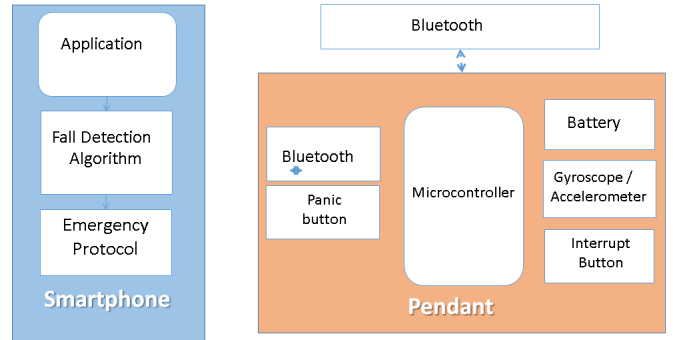 Application
Fall Detection
Algorithm
Emergency
Protocol
Smartphone
Bluetooth
Bluetooth
Panic
button
Microcontroller
Battery
Gyroscope /
Accelerometer
Interrupt
Button
Pendant